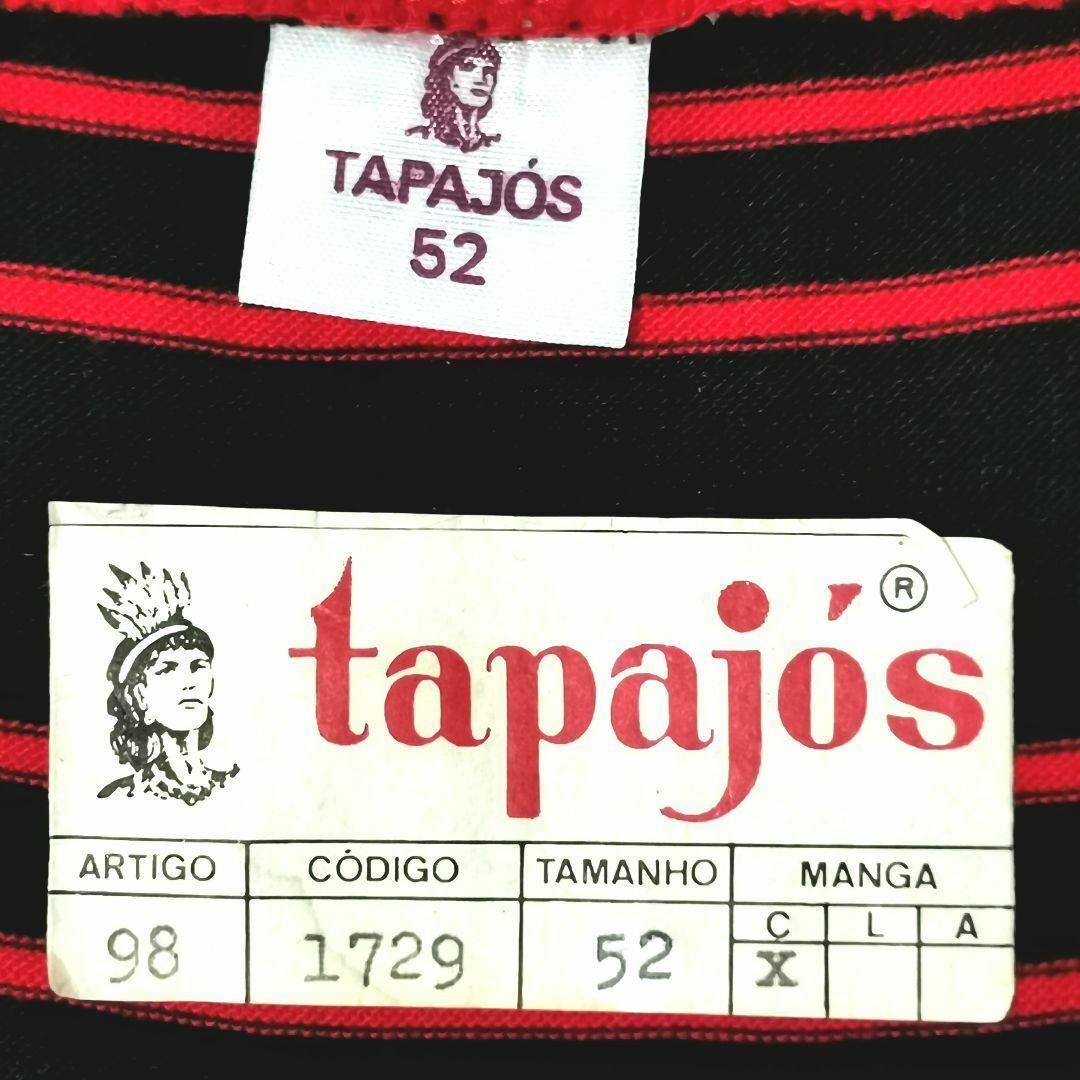 TAPAJÓS
52
tapajós ®
ARTIGO CÓDIGO TAMANHO MANGA
C L A
98 1729 52 X